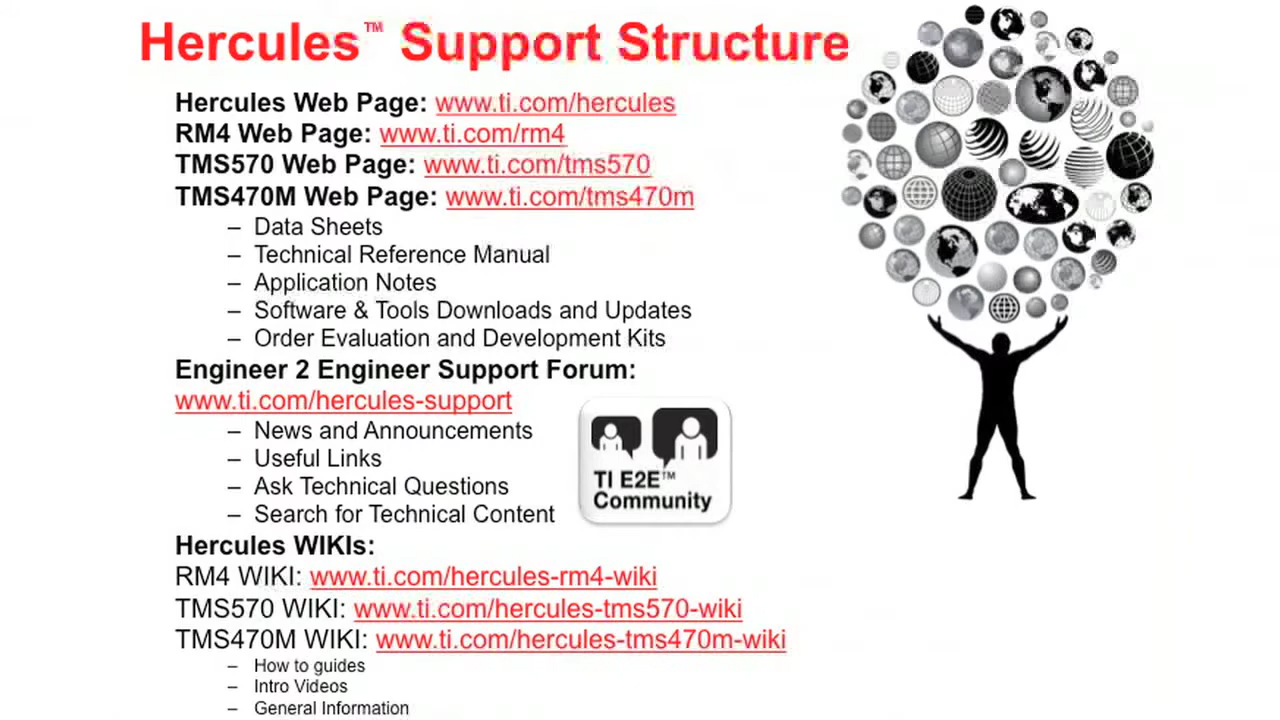 Hercules™ Support Structure
Hercules Web Page: www.ti.com/hercules
RM4 Web Page: www.ti.com/rm4
TMS570 Web Page: www.ti.com/tms570
TMS470M Web Page: www.ti.com/tms470m
– Data Sheets
– Technical Reference Manual
– Application Notes
– Software & Tools Downloads and Updates
– Order Evaluation and Development Kits
Engineer 2 Engineer Support Forum:
www.ti.com/hercules-support
– News and Announcements
– Useful Links
– Ask Technical Questions
– Search for Technical Content
TI E2E™
Community
Hercules WIKIs:
RM4 WIKI: www.ti.com/hercules-rm4-wiki
TMS570 WIKI: www.ti.com/hercules-tms570-wiki
TMS470M WIKI: www.ti.com/hercules-tms470m-wiki
– How to guides
– Intro Videos
– General Information